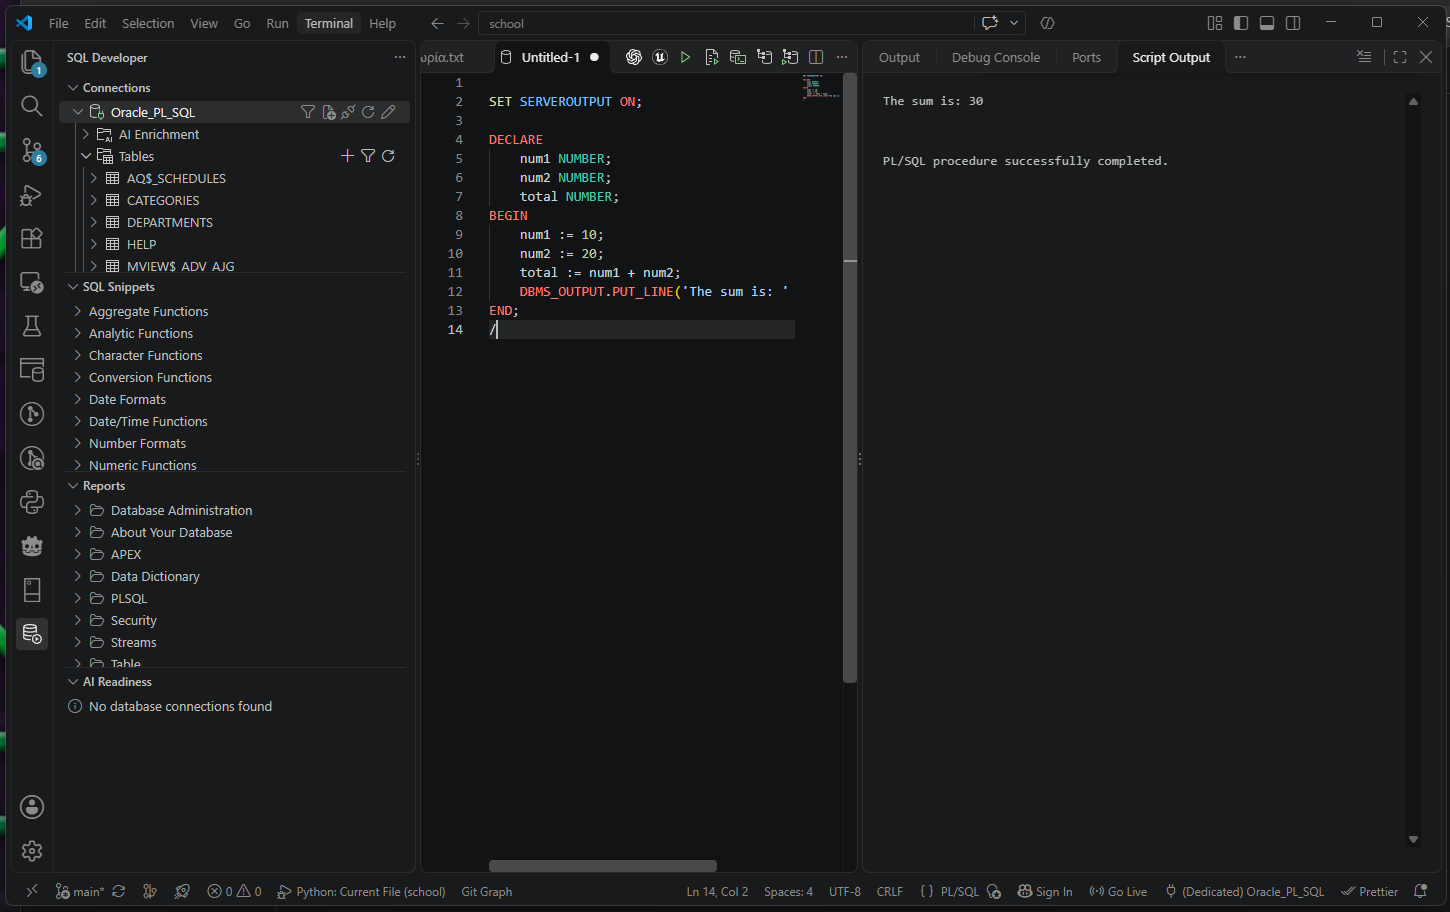 File Edit Selection View Go Run Terminal Help
school
SQL Developer
Connections
Oracle_PL_SQL
AI Enrichment
Tables
AQ$_SCHEDULES
CATEGORIES
DEPARTMENTS
HELP
MVIEW$_ADV_AJG
SQL Snippets
Aggregate Functions
Analytic Functions
Character Functions
Conversion Functions
Date Formats
Date/Time Functions
Number Formats
Numeric Functions
Reports
Database Administration
About Your Database
APEX
Data Dictionary
PLSQL
Security
Streams
Table
AI Readiness
No database connections found
1
6
υρία.txt Untitled-1
1
2 SET SERVEROUTPUT ON;
3
4 DECLARE
5 num1 NUMBER;
6 num2 NUMBER;
7 total NUMBER;
8 BEGIN
9 num1 := 10;
10 num2 := 20;
11 total := num1 + num2;
12 DBMS_OUTPUT.PUT_LINE('The sum is: '
13 END;
14 /
Output Debug Console Ports Script Output
The sum is: 30
PL/SQL procedure successfully completed.
main* 0 0 Python: Current File (school) Git Graph Ln 14, Col 2 Spaces: 4 UTF-8 CRLF { } PL/SQL Sign In Go Live (Dedicated) Oracle_PL_SQL Prettier